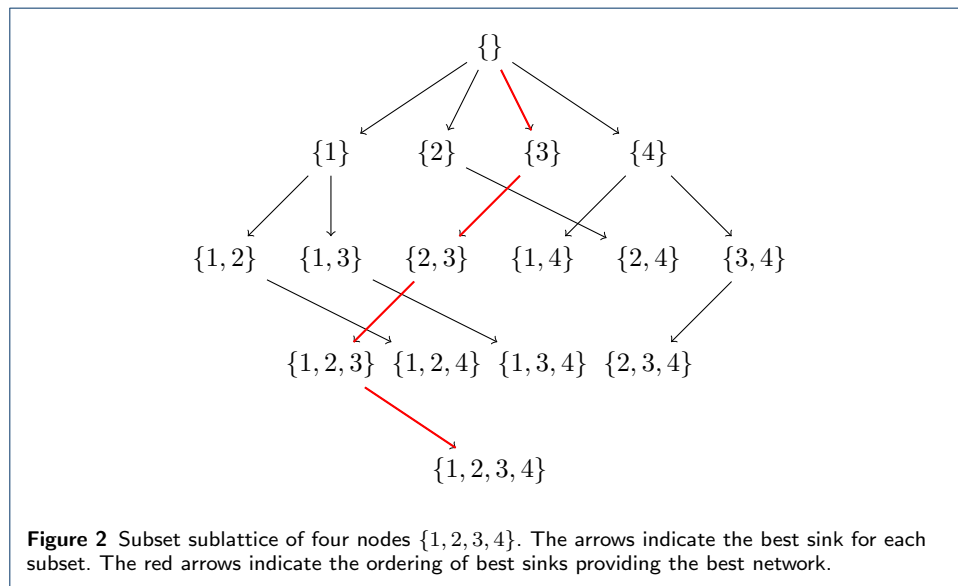 {}
{1} {2} {3} {4}
{1, 2} {1, 3} {2, 3} {1, 4} {2, 4} {3, 4}
{1, 2, 3} {1, 2, 4} {1, 3, 4} {2, 3, 4}
{1, 2, 3, 4}
Figure 2 Subset sublattice of four nodes {1, 2, 3, 4}. The arrows indicate the best sink for each
subset. The red arrows indicate the ordering of best sinks providing the best network.